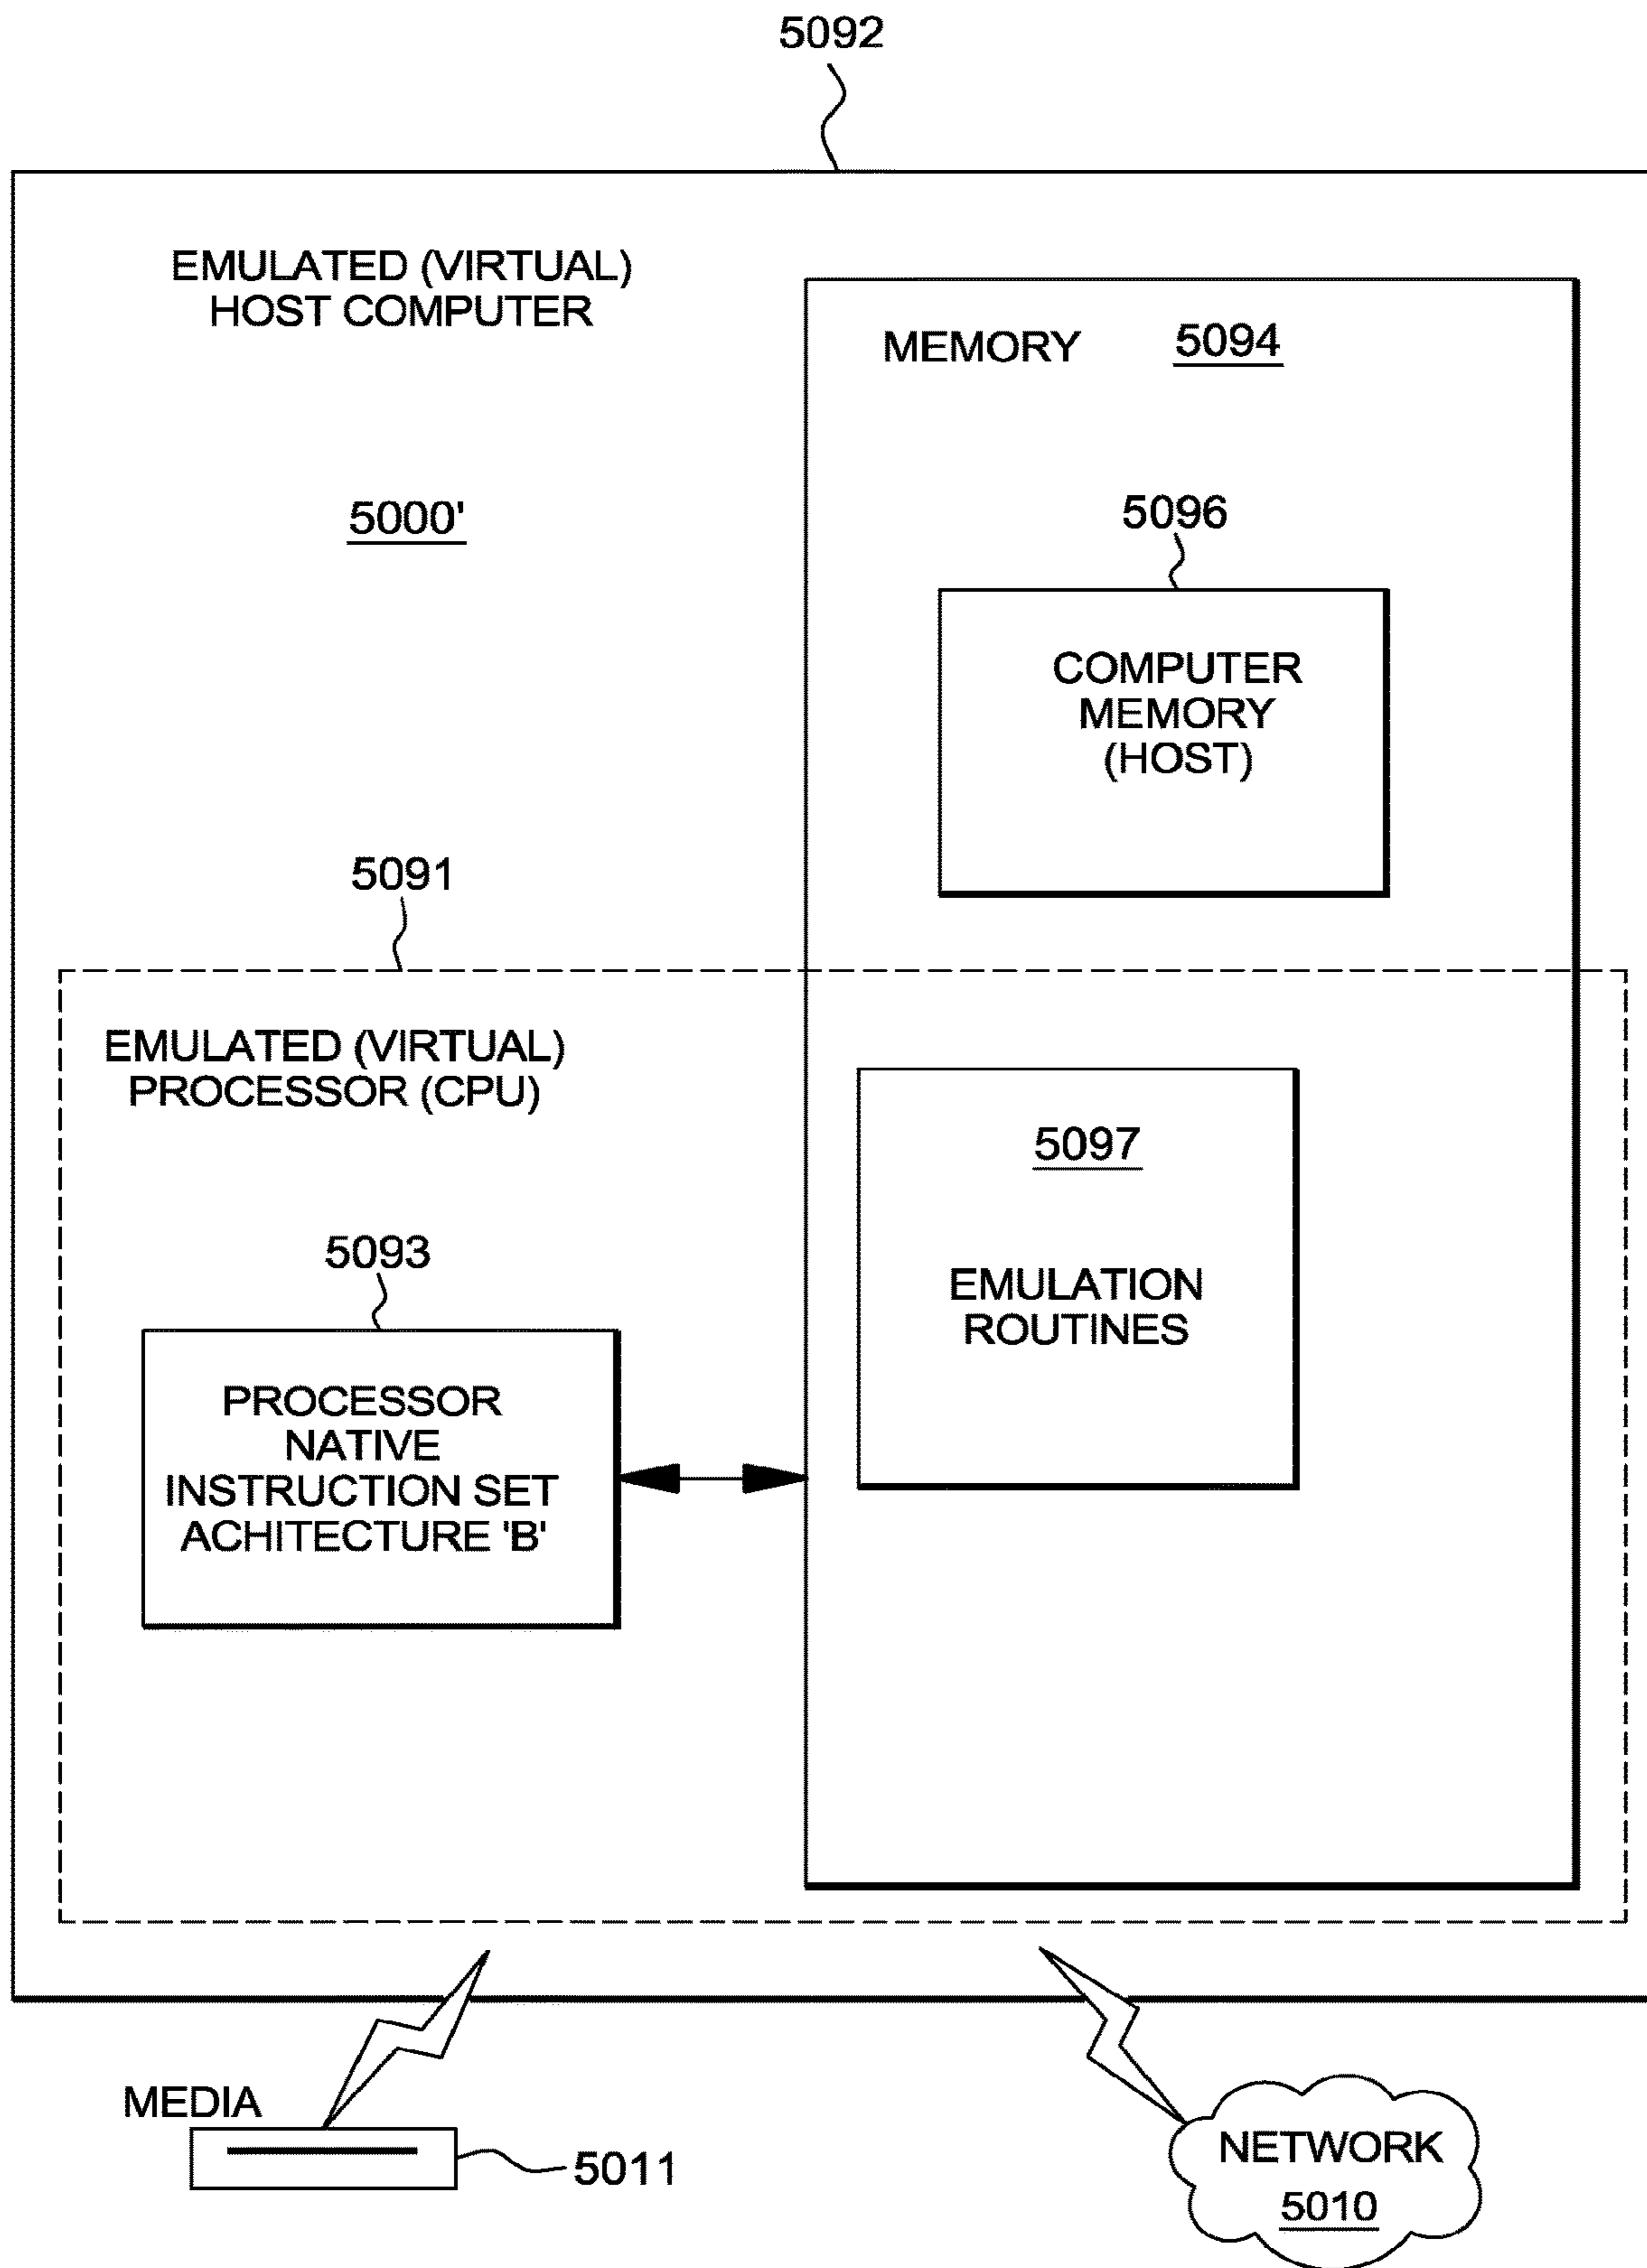 5092
EMULATED (VIRTUAL)
HOST COMPUTER
5000'
MEMORY 5094
5096
COMPUTER
MEMORY
(HOST)
5091
EMULATED (VIRTUAL)
PROCESSOR (CPU)
5097
EMULATION
ROUTINES
5093
PROCESSOR
NATIVE
INSTRUCTION SET
ACHITECTURE 'B'
MEDIA
5011
NETWORK
5010